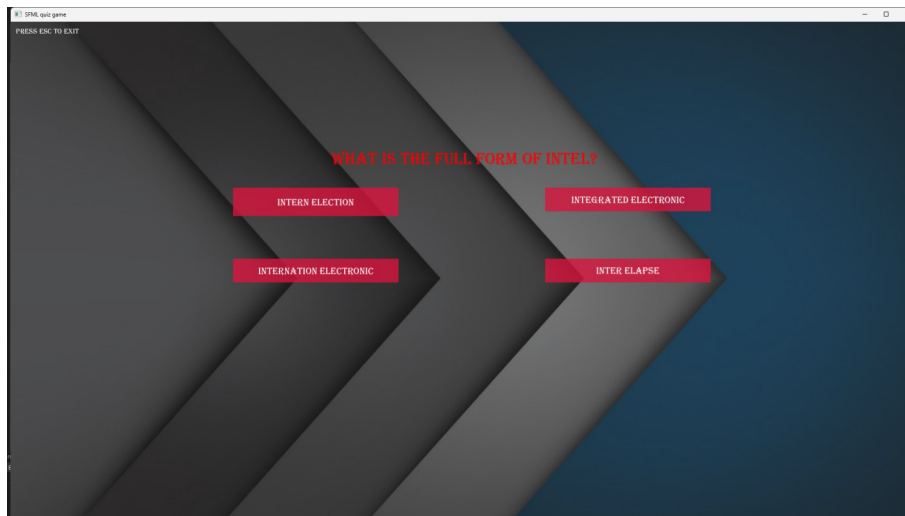 SFML quiz game
PRESS ESC TO EXIT
WHAT IS THE FULL FORM OF INTEL?
INTERN ELECTION
INTEGRATED ELECTRONIC
INTERNATION ELECTRONIC
INTER ELAPSE